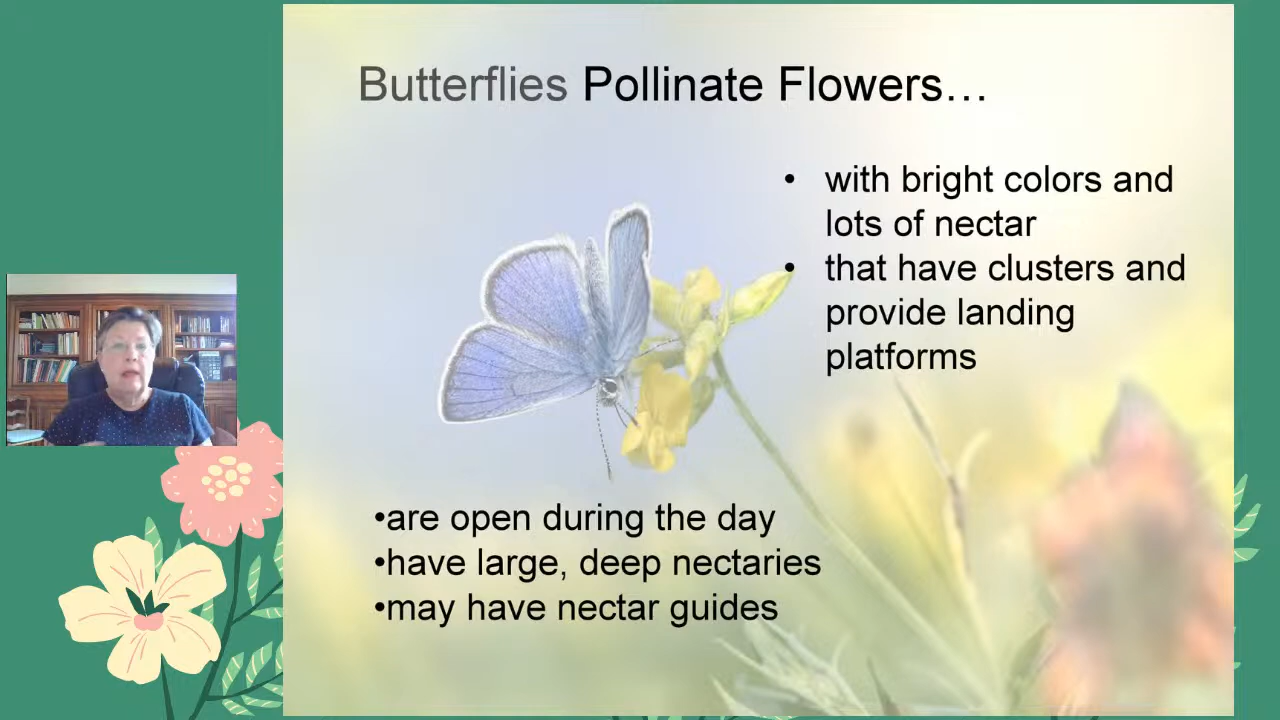 Butterflies Pollinate Flowers…
• with bright colors and
lots of nectar
• that have clusters and
provide landing
platforms
•are open during the day
•have large, deep nectaries
•may have nectar guides